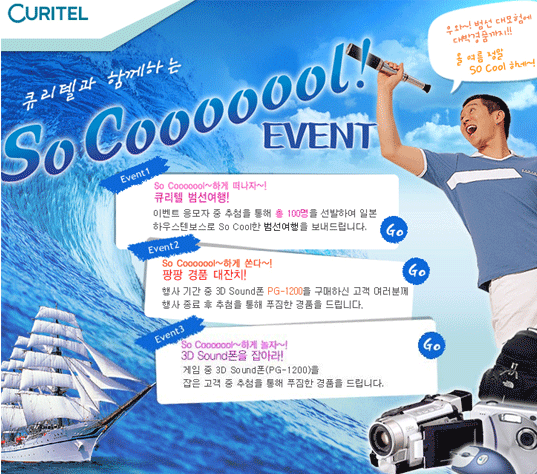 CURITEL
우와~! 범선 대모험에
대박경품까지!!
올 여름 정말
SO Cool 하네~!
큐리텔과 함께하는
So Cooooool!
EVENT
Event1
So Cooooool~하게 떠나자~!
큐리텔 범선여행!
이벤트 응모자 중 추첨을 통해 총 100명을 선발하여 일본
하우스텐보스로 So Cool한 범선여행를 보내드립니다.
Go
Event2
So Cooooool~하게 쏜다~!
팡팡 경품 대잔치!
행사 기간 중 3D Sound폰 PG-1200을 구매하신 고객 여러분께
행사 종료 후 추첨을 통해 푸짐한 경품을 드립니다.
Go
Event3
So Cooooool~하게 놀자~!
3D Sound폰을 잡아라!
게임 중 3D Sound폰(PG-1200)을
잡은 고객 중 추첨을 통해 푸짐한 경품을 드립니다.
Go